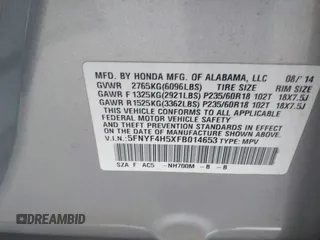 MFD. BY HONDA MFG. OF ALABAMA, LLC 08/'14
GVWR 2765KG(6096LBS) TIRE SIZE RIM SIZE
GAWR F 1325KG(2921LBS) P235/60R18 102T 18X7.5J
GAWR R 1525KG(3362LBS) P235/60R18 102T 18X7.5J
THIS VEHICLE CONFORMS TO ALL APPLICABLE
FEDERAL MOTOR VEHICLE SAFETY STANDARDS
IN EFFECT ON THE DATE OF MANUFACTURE SHOWN ABOVE.
V.I.N.: 5FNYF4H5XFB014653 TYPE: MPV
SZA F AC5 NH700M - B - B
DREAMBID